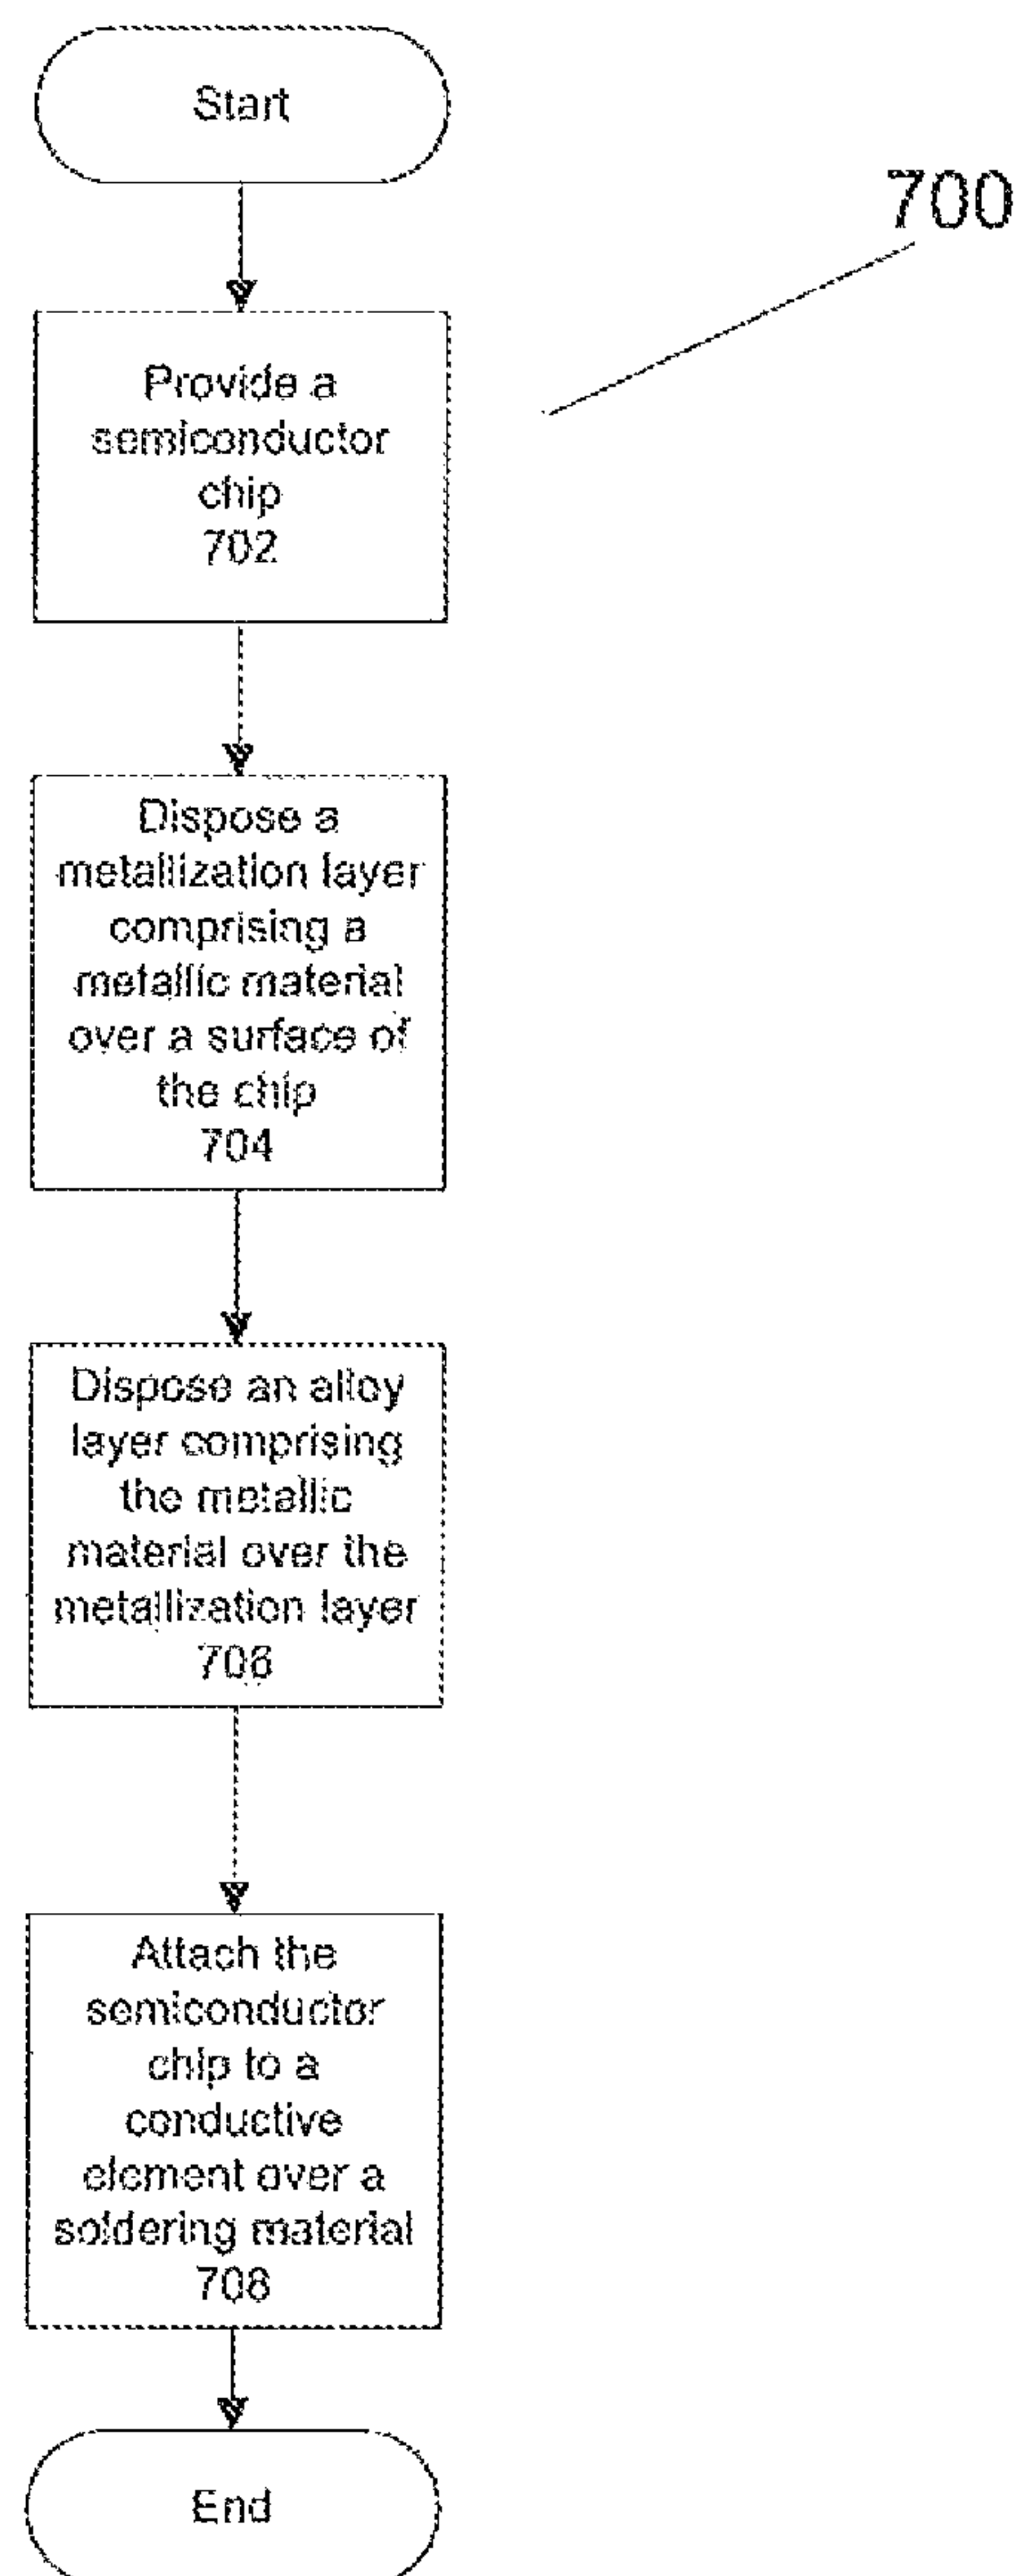 Start
700
Provide a
semiconductor
chip
702
Dispose a
metallization layer
comprising a
metallic material
over a surface of
the chip
704
Dispose an alloy
layer comprising
the metallic
material over the
metallization layer
706
Attach the
semiconductor
chip to a
conductive
element over a
soldering material
708
End